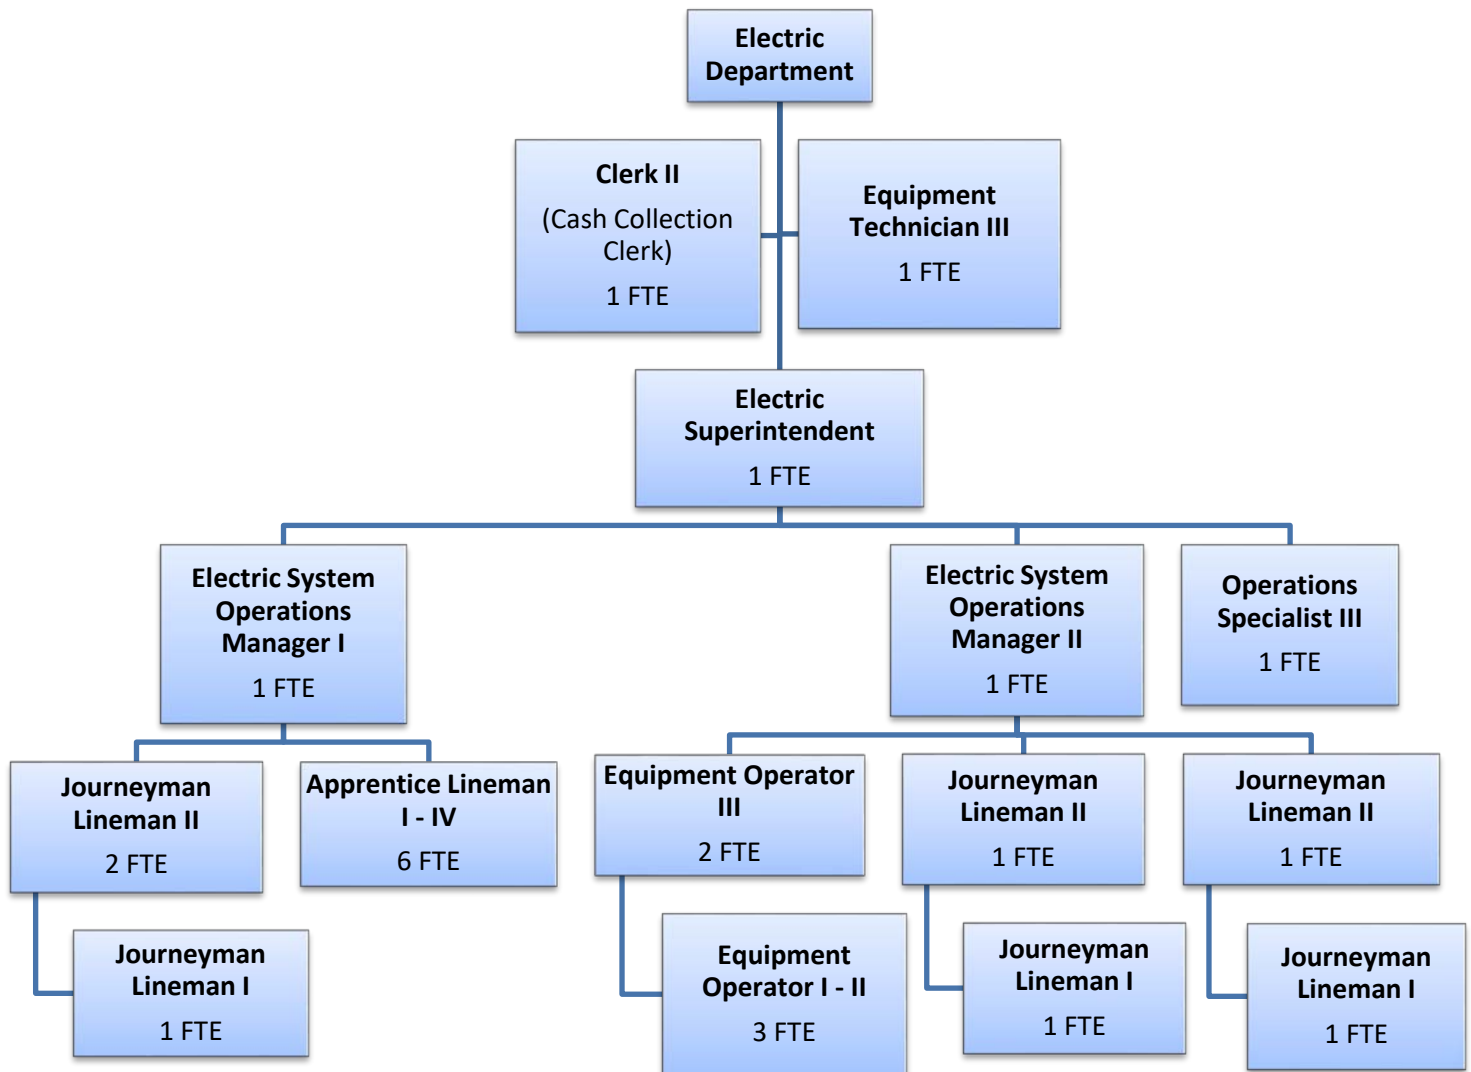 Electric
Department
Clerk II
(Cash Collection
Clerk)
1 FTE
Equipment
Technician III
1 FTE
Electric
Superintendent
1 FTE
Electric System
Operations
Manager I
1 FTE
Electric System
Operations
Manager II
1 FTE
Operations
Specialist III
1 FTE
Journeyman
Lineman II
2 FTE
Apprentice Lineman
I - IV
6 FTE
Equipment Operator
III
2 FTE
Journeyman
Lineman II
1 FTE
Journeyman
Lineman II
1 FTE
Journeyman
Lineman I
1 FTE
Equipment
Operator I - II
3 FTE
Journeyman
Lineman I
1 FTE
Journeyman
Lineman I
1 FTE